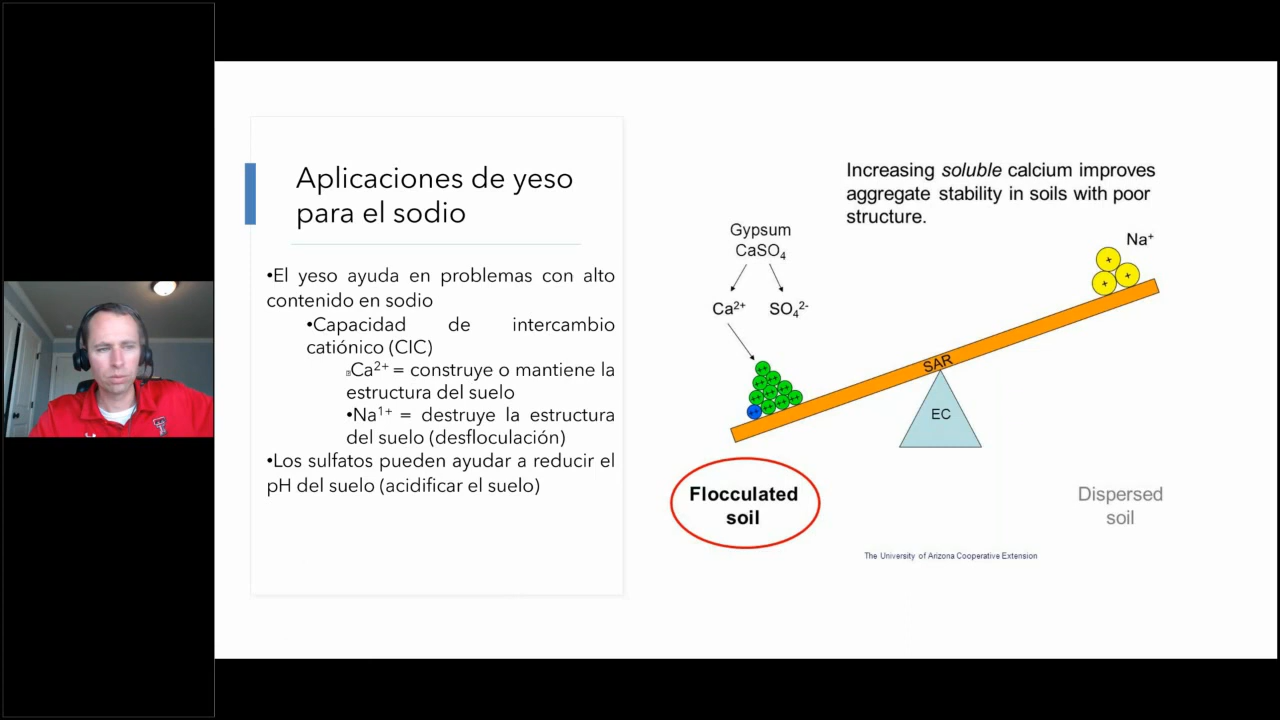 Aplicaciones de yeso
para el sodio
•El yeso ayuda en problemas con alto
contenido en sodio
•Capacidad de intercambio
catiónico (CIC)
Ca²⁺ = construye o mantiene la
estructura del suelo
•Na¹⁺ = destruye la estructura
del suelo (desfloculación)
•Los sulfatos pueden ayudar a reducir el
pH del suelo (acidificar el suelo)
Increasing soluble calcium improves
aggregate stability in soils with poor
structure.
Gypsum
CaSO₄
Ca²⁺ SO₄²⁻
Na⁺
+
+ +
++
++ ++
++ ++ ++
++ ++ ++
SAR
EC
Flocculated
soil
Dispersed
soil
The University of Arizona Cooperative Extension